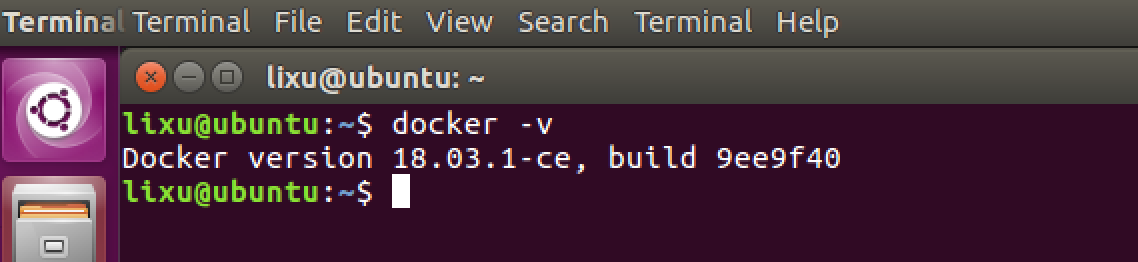 Terminal Terminal File Edit View Search Terminal Help
lixu@ubuntu: ~
lixu@ubuntu:~$ docker -v
Docker version 18.03.1-ce, build 9ee9f40
lixu@ubuntu:~$